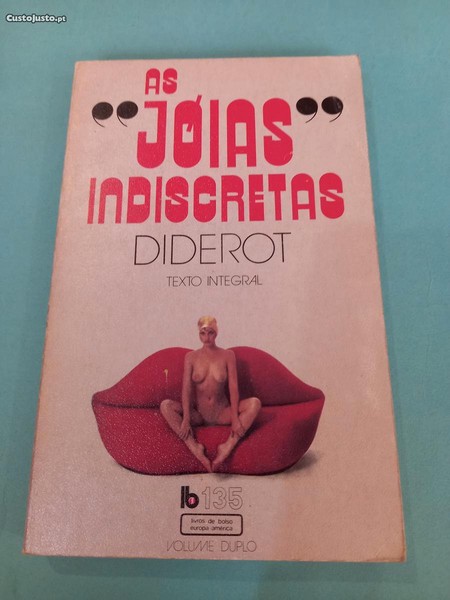 CustoJusto.pt
AS
"JÓIAS"
INDISCRETAS
DIDEROT
TEXTO INTEGRAL
lb 135
livros de bolso
europa américa
VOLUME DUPLO